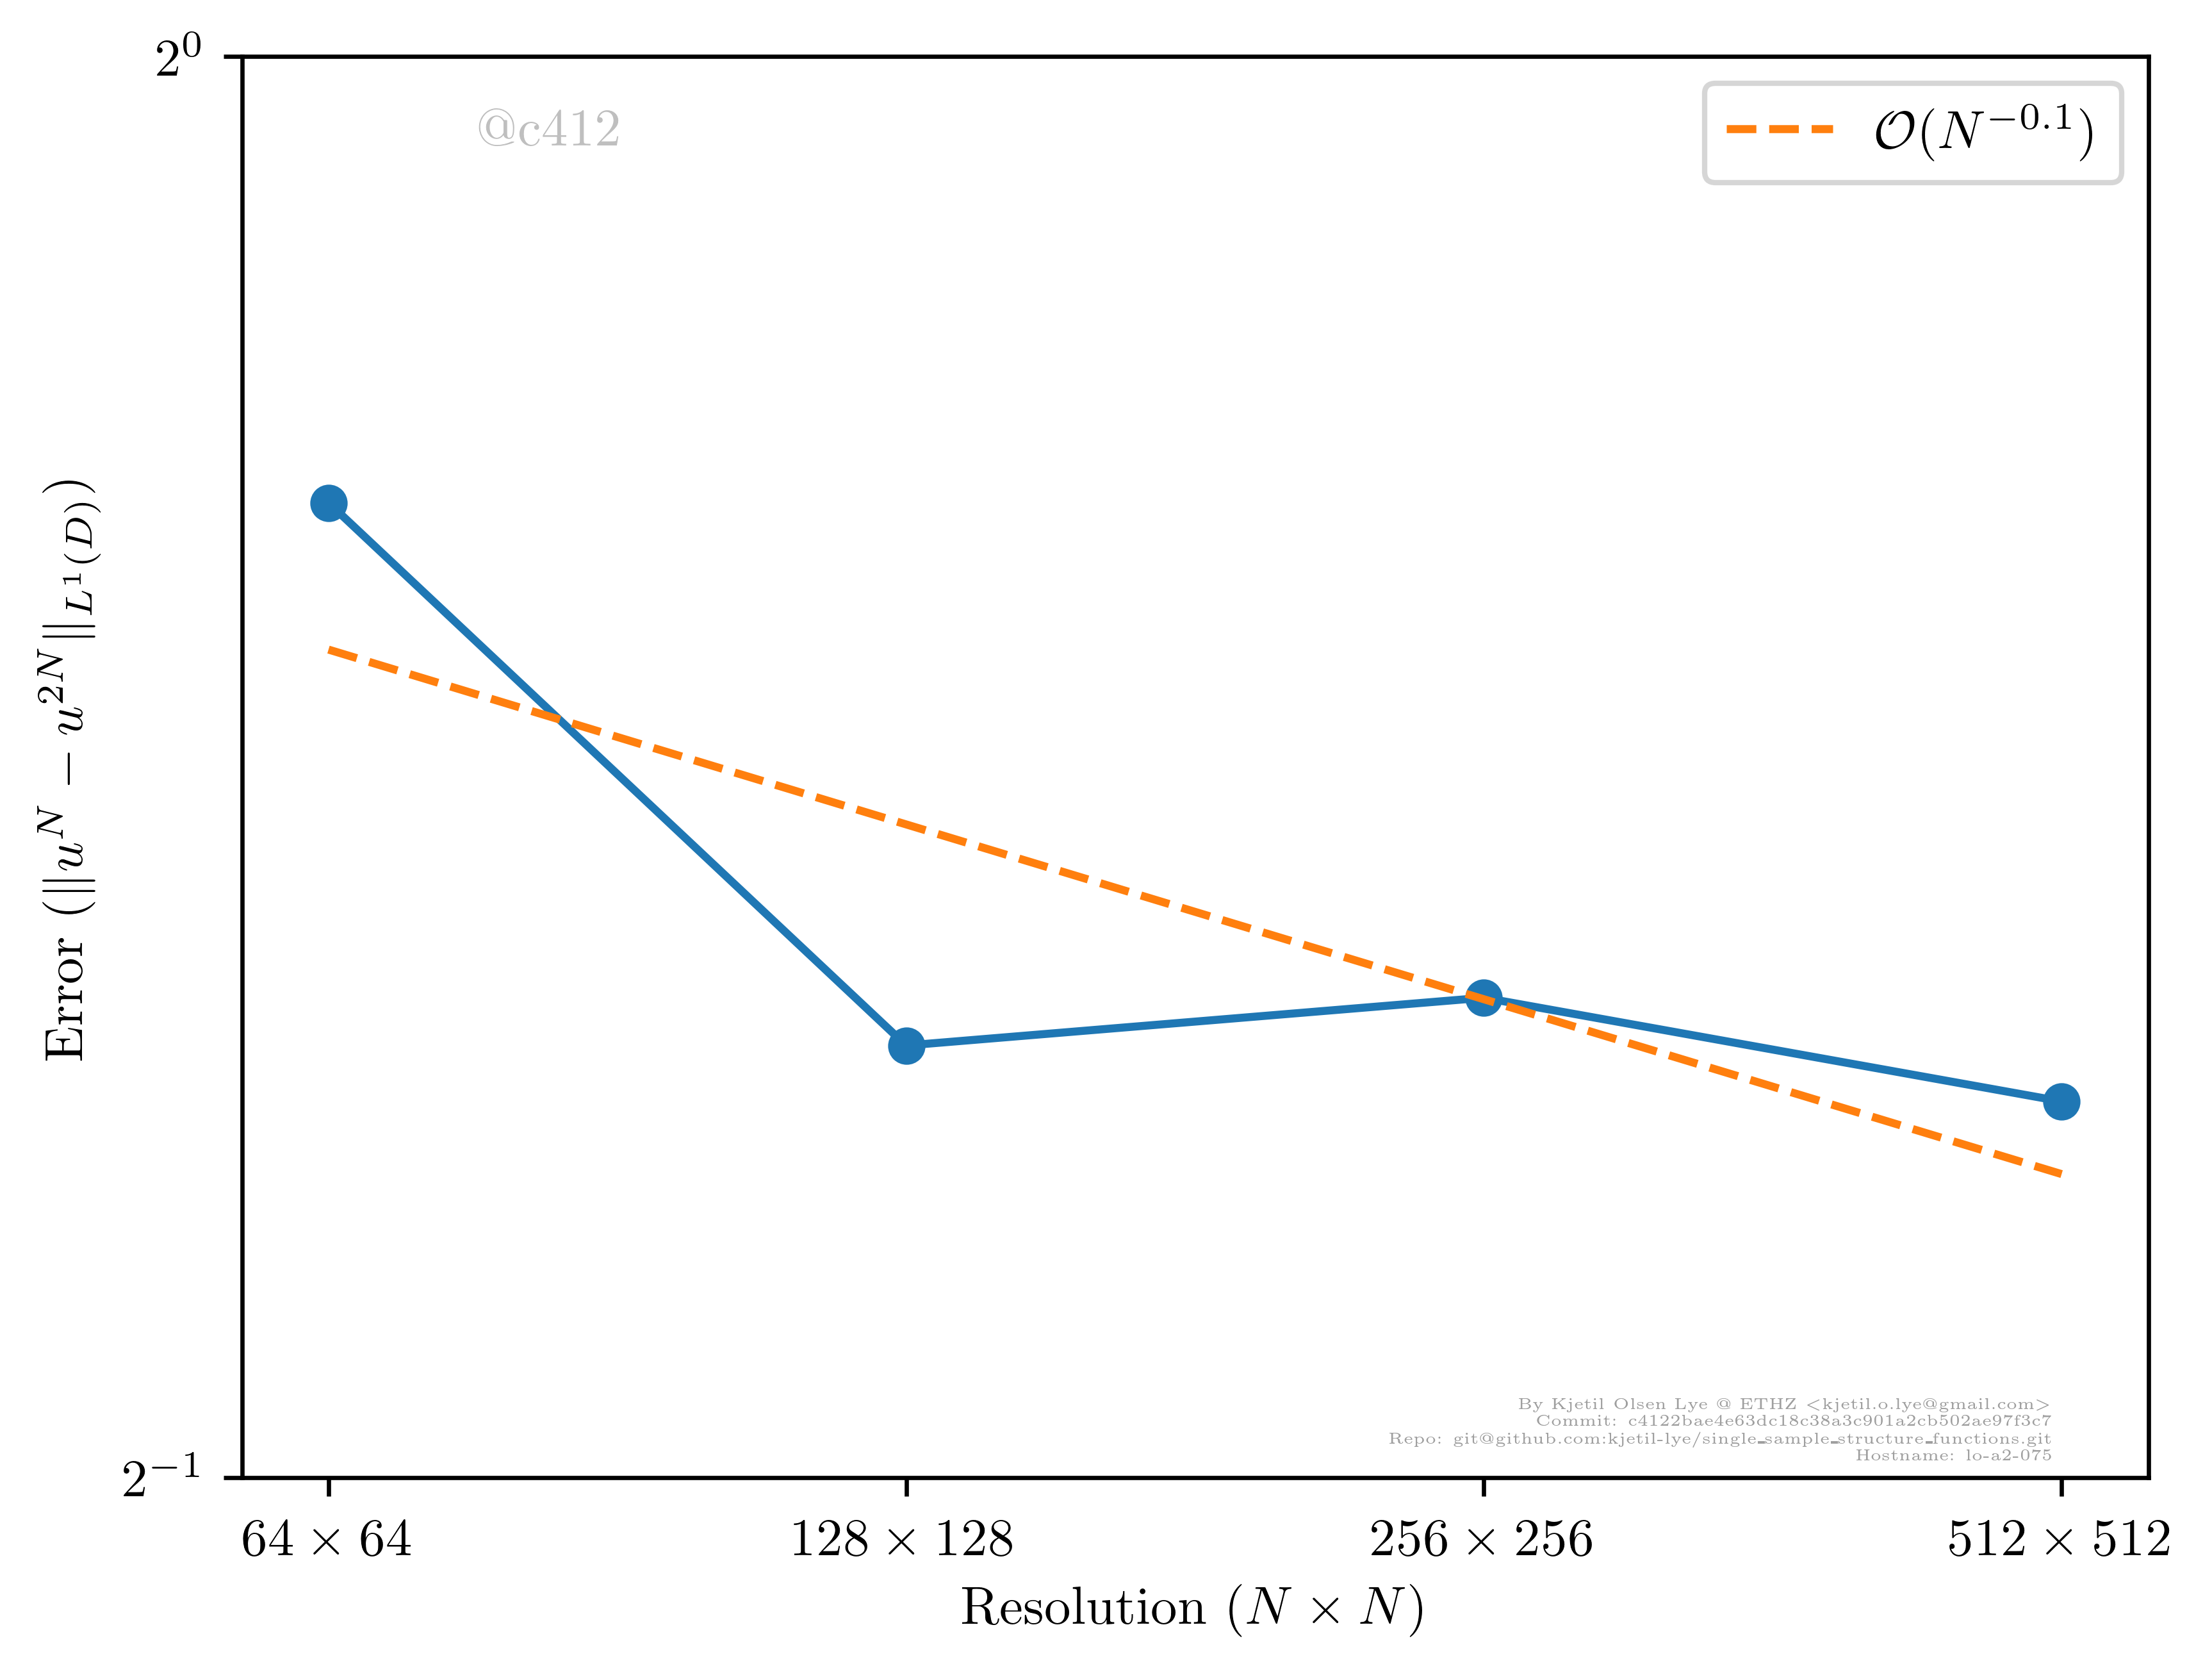 2^0
@c412
O(N^{-0.1})
Error (||u^N − u^{2N}||_{L^1(D)})
2^{-1}
By Kjetil Olsen Lye @ ETHZ <kjetil.o.lye@gmail.com>
Commit: c4122bae4e63dc18c38a3c901a2cb502ae97f3c7
Repo: git@github.com:kjetil-lye/single_sample_structure_functions.git
Hostname: lo-a2-075
64 × 64 128 × 128 256 × 256 512 × 512
Resolution (N × N)